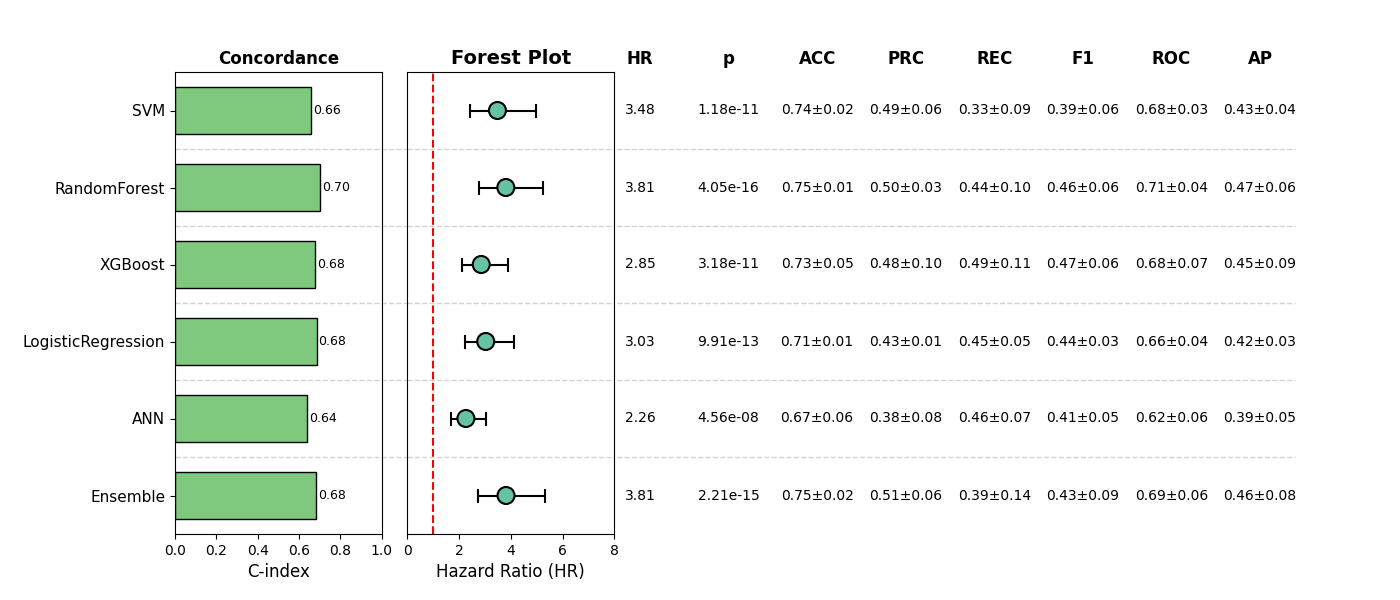 Concordance Forest Plot HR p ACC PRC REC F1 ROC AP
SVM 0.66 3.48 1.18e-11 0.74±0.02 0.49±0.06 0.33±0.09 0.39±0.06 0.68±0.03 0.43±0.04
RandomForest 0.70 3.81 4.05e-16 0.75±0.01 0.50±0.03 0.44±0.10 0.46±0.06 0.71±0.04 0.47±0.06
XGBoost 0.68 2.85 3.18e-11 0.73±0.05 0.48±0.10 0.49±0.11 0.47±0.06 0.68±0.07 0.45±0.09
LogisticRegression 0.68 3.03 9.91e-13 0.71±0.01 0.43±0.01 0.45±0.05 0.44±0.03 0.66±0.04 0.42±0.03
ANN 0.64 2.26 4.56e-08 0.67±0.06 0.38±0.08 0.46±0.07 0.41±0.05 0.62±0.06 0.39±0.05
Ensemble 0.68 3.81 2.21e-15 0.75±0.02 0.51±0.06 0.39±0.14 0.43±0.09 0.69±0.06 0.46±0.08
0.0 0.2 0.4 0.6 0.8 1.0 0 2 4 6 8
C-index Hazard Ratio (HR)